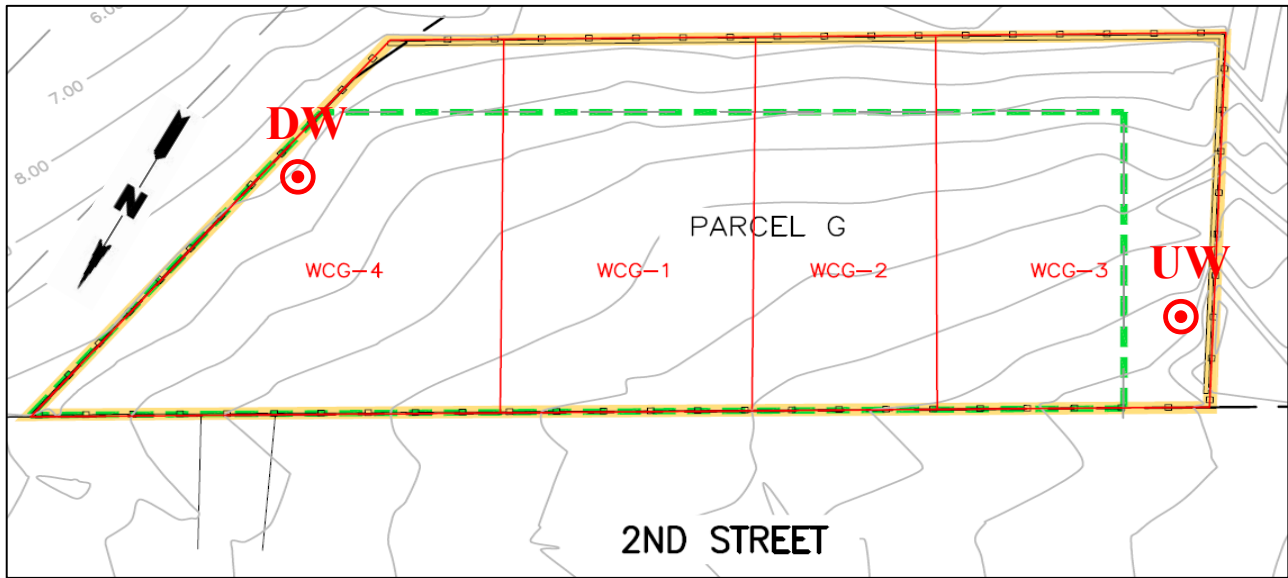 6.00
7.00
8.00
N
DW
PARCEL G
UW
WCG-4
WCG-1
WCG-2
WCG-3
2ND STREET